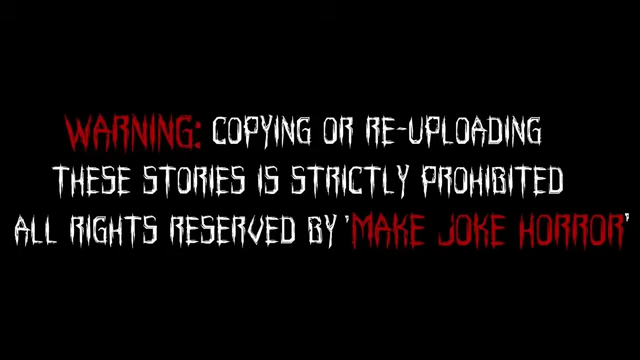 WARNING: COPYING OR RE-UPLOADING
THESE STORIES IS STRICTLY PROHIBITED
ALL RIGHTS RESERVED BY 'MAKE JOKE HORROR'